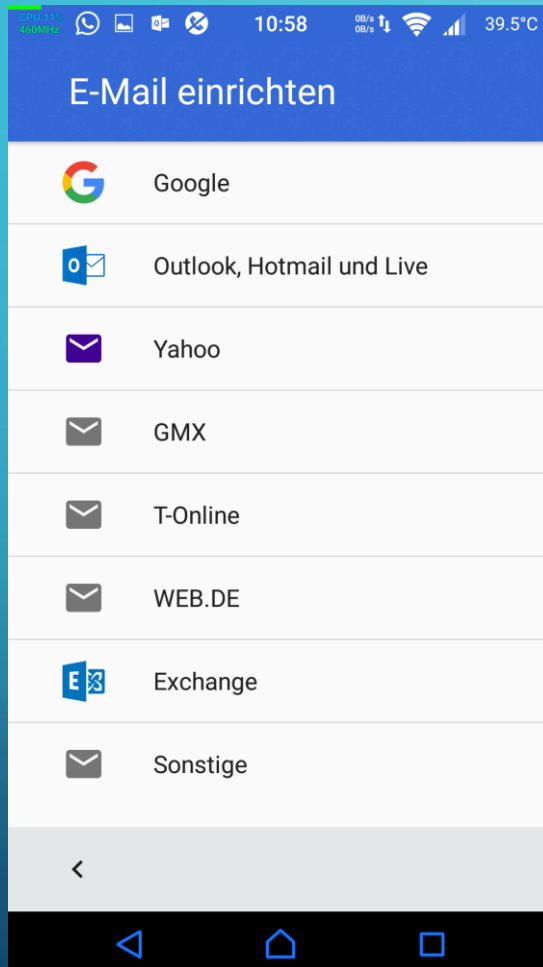 CPU 11%
460MHz
10:58
0B/s
0B/s
39.5°C
E-Mail einrichten
Google
Outlook, Hotmail und Live
Yahoo
GMX
T-Online
WEB.DE
Exchange
Sonstige